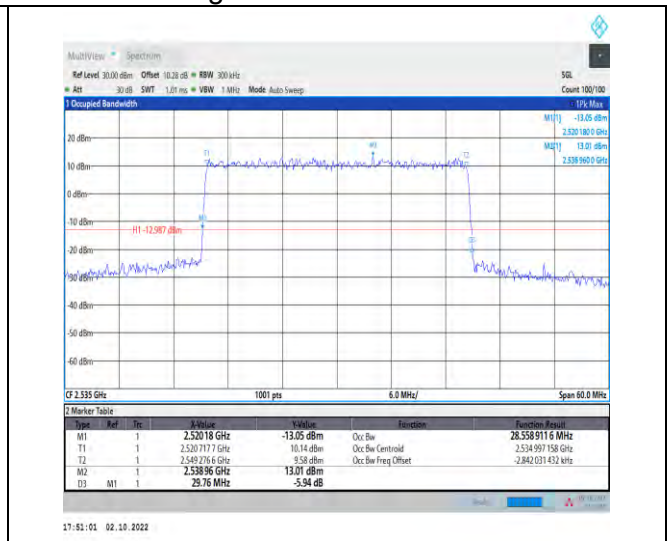 MultiView Spectrum
Ref Level 30.00 dBm Offset 10.28 dB RBW 300 kHz SGL
Att 30 dB SWT 1.01 ms VBW 1 MHz Mode Auto Sweep Count 100/100
1 Occupied Bandwidth 1Pk Max
M1[1] -13.05 dBm
2.520 180 0 GHz
M2[1] 13.01 dBm
2.538 960 0 GHz
20 dBm
T1 M2 T2
10 dBm
0 dBm
-10 dBm
M1
H1 -12.987 dBm
D3
-20 dBm
-30 dBm
-40 dBm
-50 dBm
-60 dBm
CF 2.535 GHz 1001 pts 6.0 MHz/ Span 60.0 MHz
2 Marker Table
Type Ref Trc X-Value Y-Value Function Function Result
M1 1 2.52018 GHz -13.05 dBm Occ Bw 28.558 911 6 MHz
T1 1 2.520 717 7 GHz 10.14 dBm Occ Bw Centroid 2.534 997 158 GHz
T2 1 2.549 276 6 GHz 9.58 dBm Occ Bw Freq Offset -2.842 031 432 kHz
M2 1 2.538 96 GHz 13.01 dBm
D3 M1 1 29.76 MHz -5.94 dB
17:51:01 02.10.2022